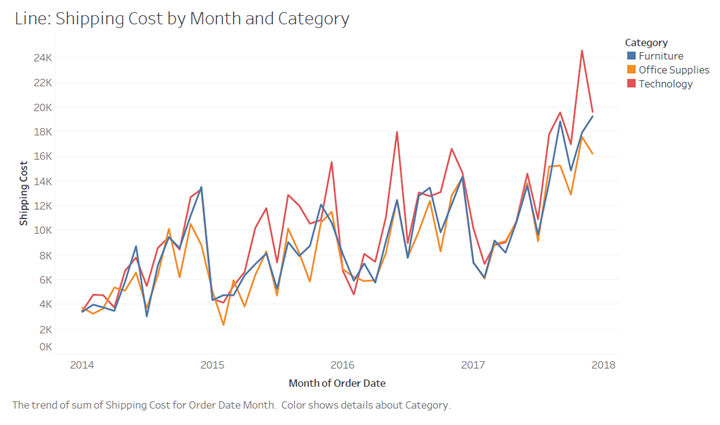 Line: Shipping Cost by Month and Category
Category
Furniture
Office Supplies
Technology
24K
22K
20K
18K
16K
14K
12K
10K
8K
6K
4K
2K
0K
Shipping Cost
2014 2015 2016 2017 2018
Month of Order Date
The trend of sum of Shipping Cost for Order Date Month. Color shows details about Category.